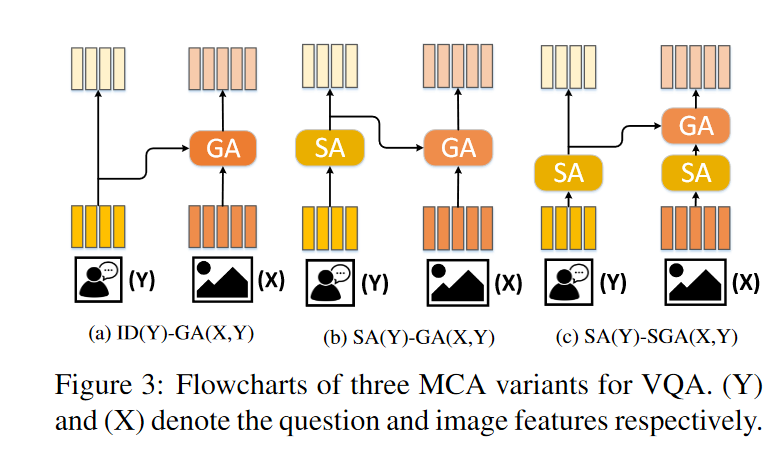 GA
SA
GA
GA
SA
SA
(Y)
(X)
(Y)
(X)
(Y)
(X)
(a) ID(Y)-GA(X,Y)
(b) SA(Y)-GA(X,Y)
(c) SA(Y)-SGA(X,Y)
Figure 3: Flowcharts of three MCA variants for VQA. (Y)
and (X) denote the question and image features respectively.